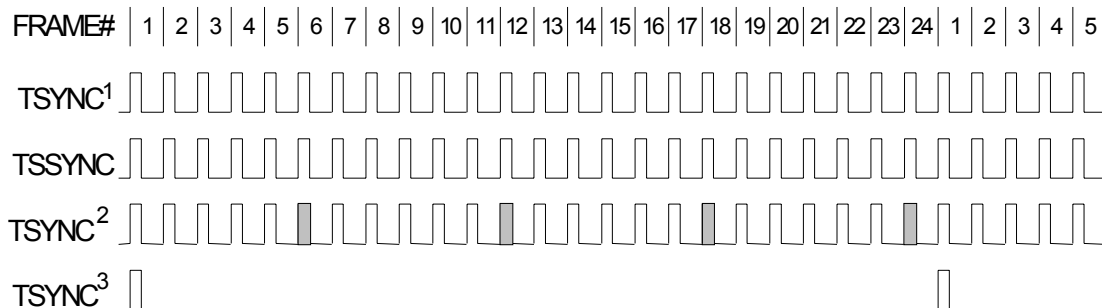 FRAME# 1 2 3 4 5 6 7 8 9 10 11 12 13 14 15 16 17 18 19 20 21 22 23 24 1 2 3 4 5
TSYNC¹
TSSYNC
TSYNC²
TSYNC³